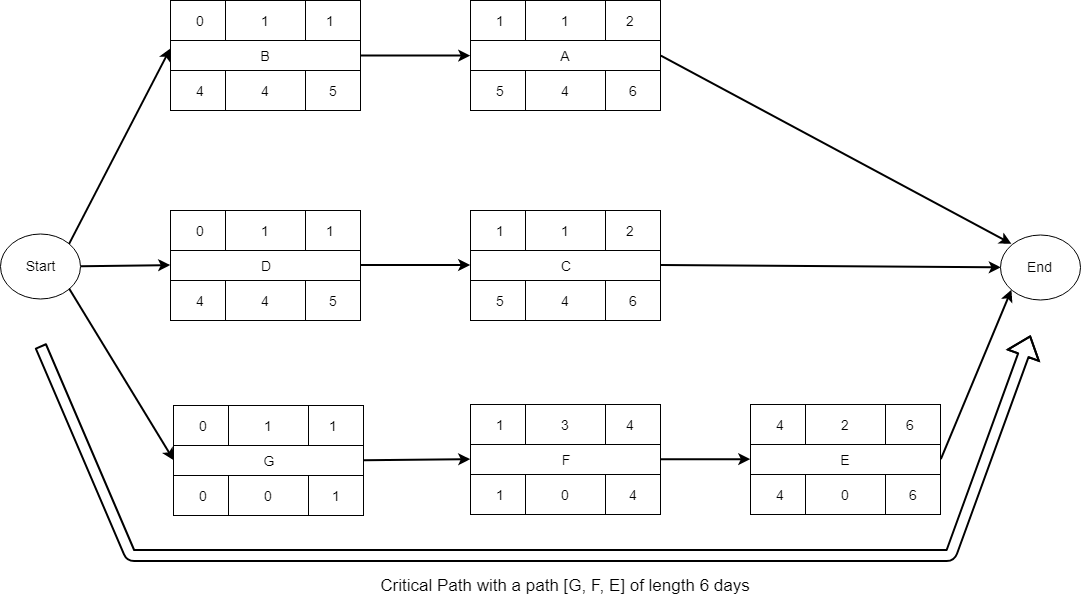 0 1 1
B
4 4 5
1 1 2
A
5 4 6
Start
0 1 1
D
4 4 5
1 1 2
C
5 4 6
End
0 1 1
G
0 0 1
1 3 4
F
1 0 4
4 2 6
E
4 0 6
Critical Path with a path [G, F, E] of length 6 days